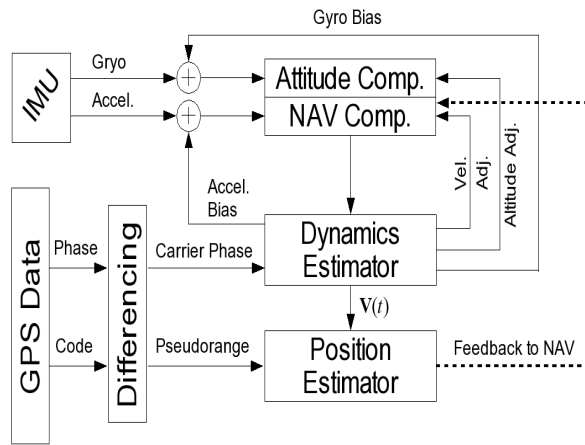 Gyro Bias
IMU
Gryo
Accel.
Attitude Comp.
NAV Comp.
Accel.
Bias
Vel.
Adj.
Altitude Adj.
GPS Data
Phase
Code
Differencing
Carrier Phase
Pseudorange
Dynamics
Estimator
V(t)
Position
Estimator
Feedback to NAV